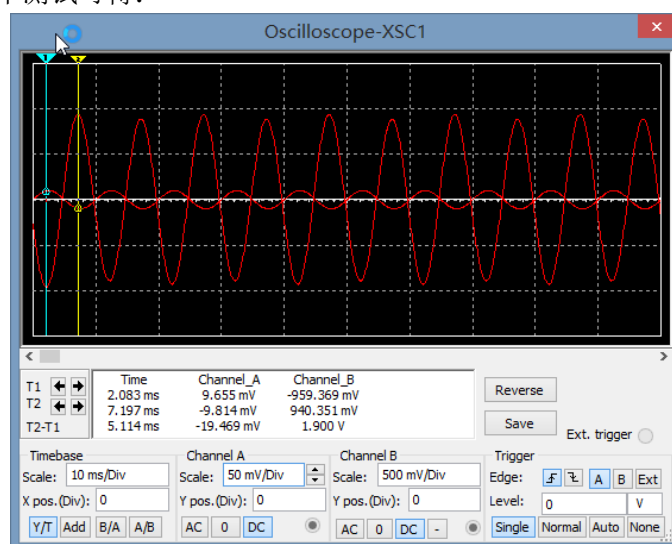 Oscilloscope-XSC1
×
1 2
< >
T1
T2
T2-T1
Time Channel_A Channel_B
2.083 ms 9.655 mV -959.369 mV
7.197 ms -9.814 mV 940.351 mV
5.114 ms -19.469 mV 1.900 V
Reverse
Save
Ext. trigger
Timebase Channel A Channel B Trigger
Scale: 10 ms/Div Scale: 50 mV/Div Scale: 500 mV/Div Edge: A B Ext
X pos.(Div): 0 Y pos.(Div): 0 Y pos.(Div): 0 Level: 0 V
Y/T Add B/A A/B AC 0 DC AC 0 DC - Single Normal Auto None